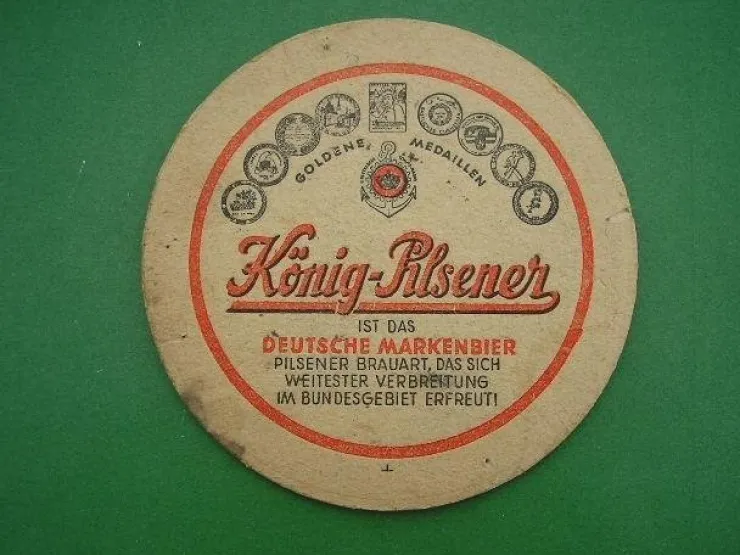 GOLDENE MEDAILLEN
König-Pilsener
IST DAS
DEUTSCHE MARKENBIER
PILSENER BRAUART, DAS SICH
WEITESTER VERBREITUNG
IM BUNDESGEBIET ERFREUT!